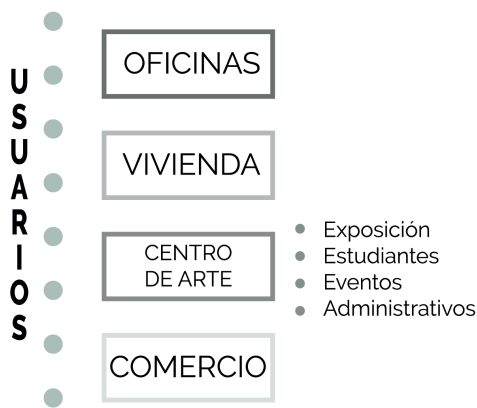 USUARIOS
OFICINAS
VIVIENDA
CENTRO
DE ARTE
Exposición
Estudiantes
Eventos
Administrativos
COMERCIO